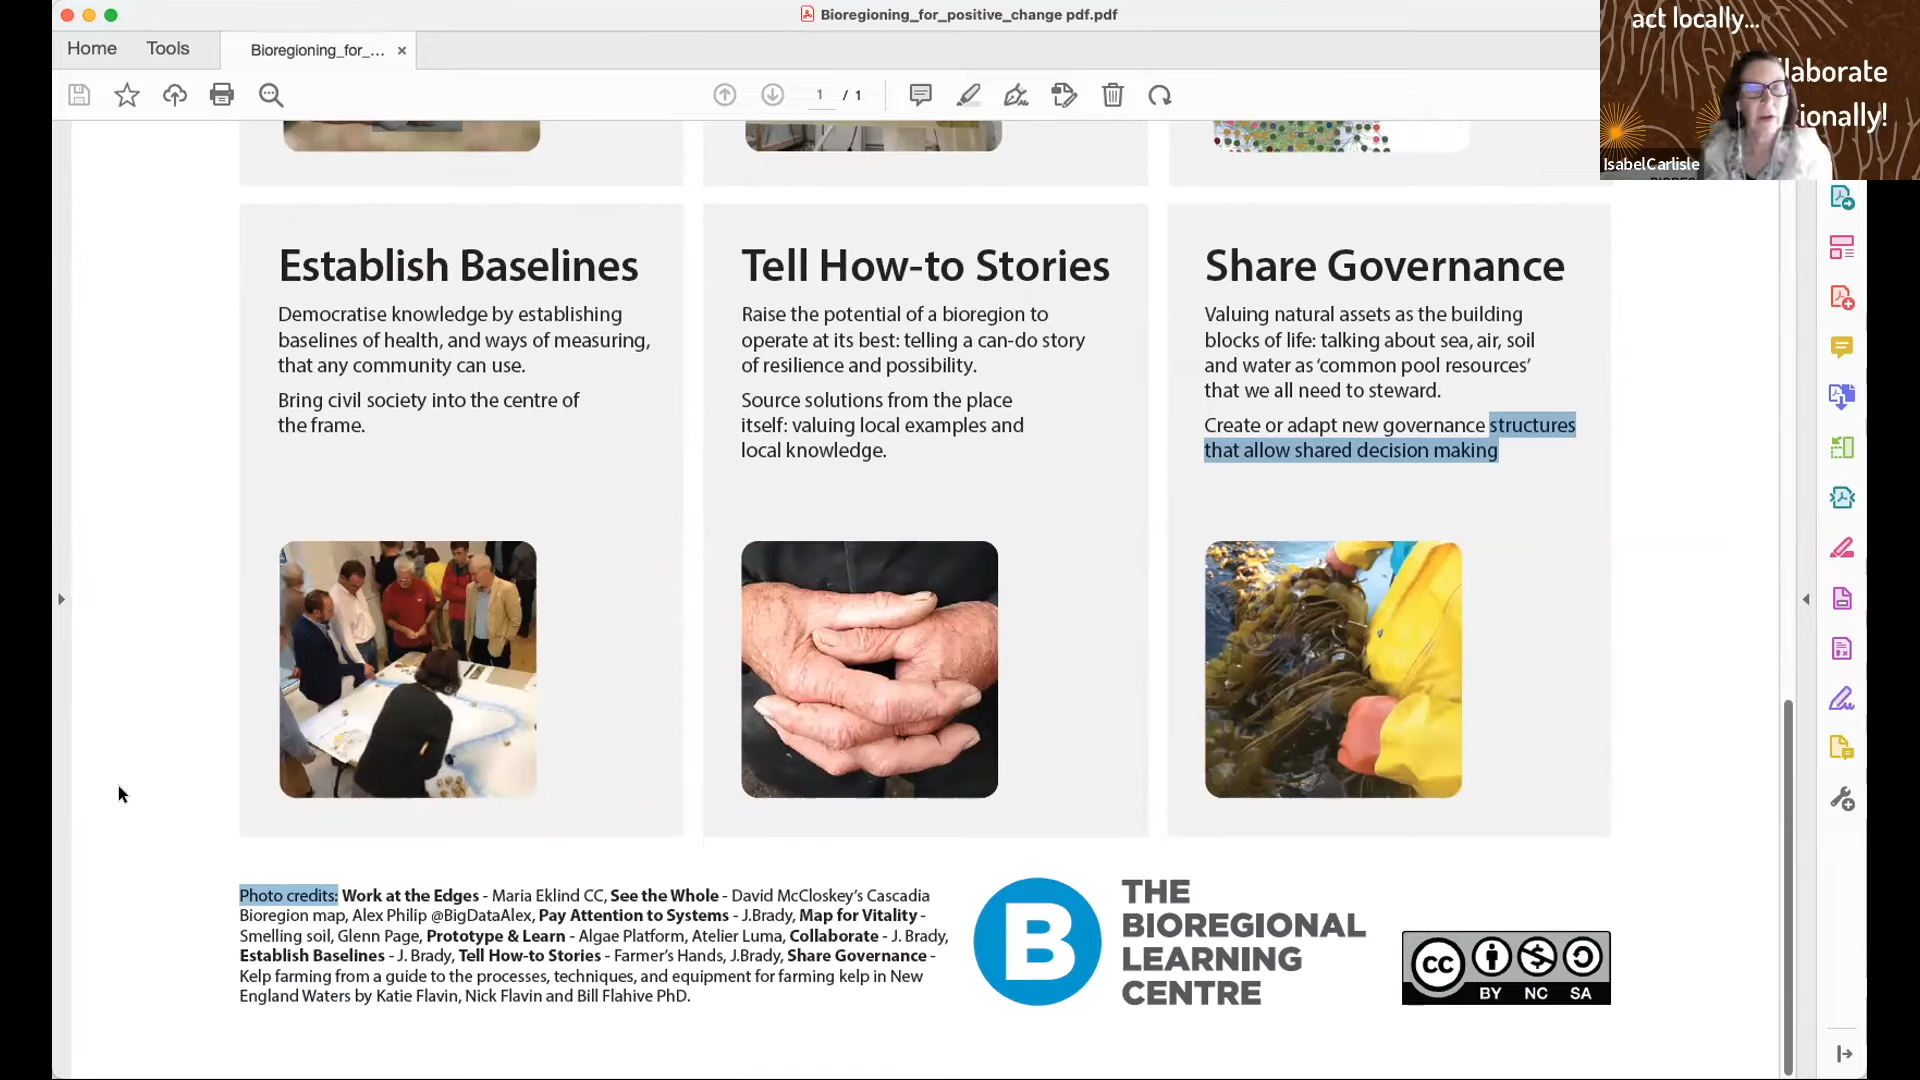 Bioregioning_for_positive_change pdf.pdf
act locally...
laborate
ionally!
IsabelCarlisle
Home
Tools
Bioregioning_for_...
1 / 1
Establish Baselines
Democratise knowledge by establishing
baselines of health, and ways of measuring,
that any community can use.
Bring civil society into the centre of
the frame.
Tell How-to Stories
Raise the potential of a bioregion to
operate at its best: telling a can-do story
of resilience and possibility.
Source solutions from the place
itself: valuing local examples and
local knowledge.
Share Governance
Valuing natural assets as the building
blocks of life: talking about sea, air, soil
and water as ‘common pool resources’
that we all need to steward.
Create or adapt new governance structures
that allow shared decision making
Photo credits: Work at the Edges - Maria Eklind CC, See the Whole - David McCloskey’s Cascadia
Bioregion map, Alex Philip @BigDataAlex, Pay Attention to Systems - J.Brady, Map for Vitality -
Smelling soil, Glenn Page, Prototype & Learn - Algae Platform, Atelier Luma, Collaborate - J. Brady,
Establish Baselines - J. Brady, Tell How-to Stories - Farmer’s Hands, J.Brady, Share Governance -
Kelp farming from a guide to the processes, techniques, and equipment for farming kelp in New
England Waters by Katie Flavin, Nick Flavin and Bill Flahive PhD.
B
THE
BIOREGIONAL
LEARNING
CENTRE
cc
BY NC SA